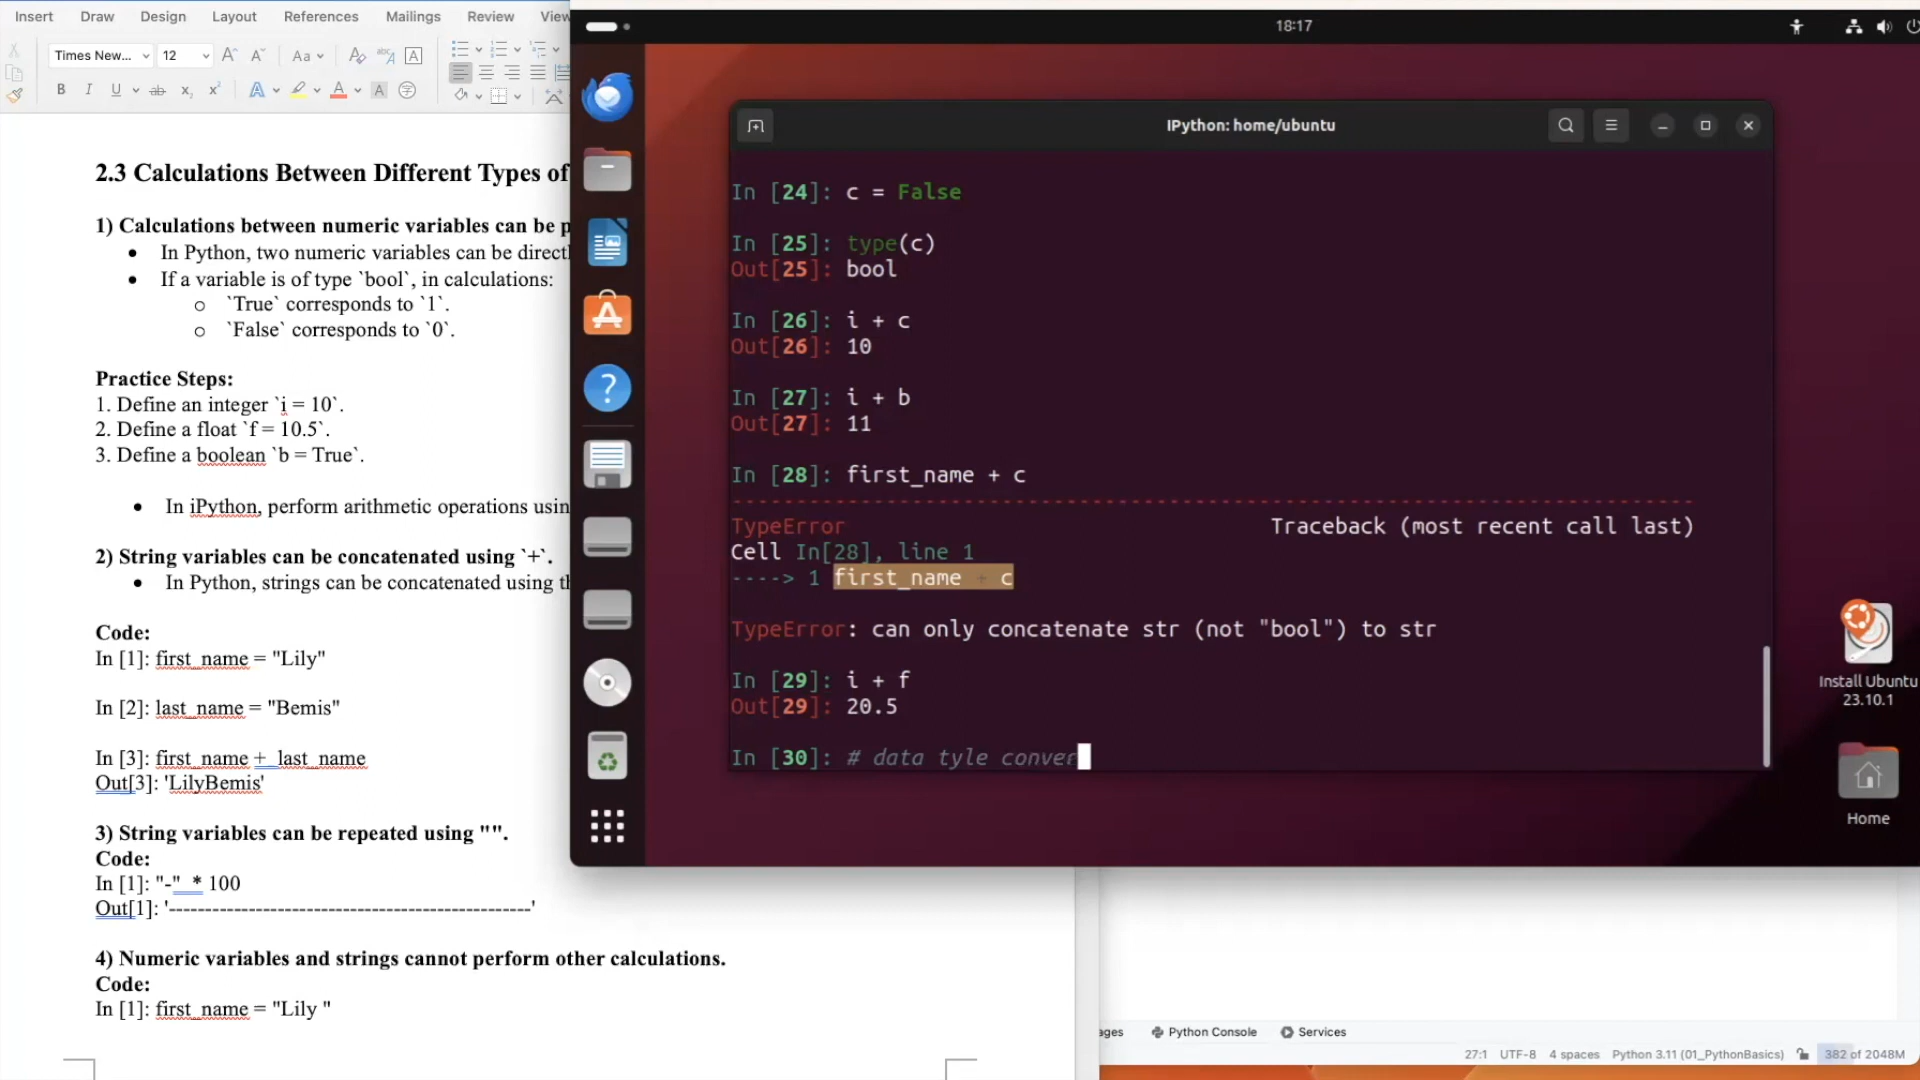 Insert Draw Design Layout References Mailings Review View
Times New... 12 Aa
B I U ab x₂ x² A A A
2.3 Calculations Between Different Types of
1) Calculations between numeric variables can be p
In Python, two numeric variables can be directl
If a variable is of type `bool`, in calculations:
`True` corresponds to `1`.
`False` corresponds to `0`.
Practice Steps:
1. Define an integer `i = 10`.
2. Define a float `f = 10.5`.
3. Define a boolean `b = True`.
In iPython, perform arithmetic operations usin
2) String variables can be concatenated using `+`.
In Python, strings can be concatenated using th
Code:
In [1]: first_name = "Lily"
In [2]: last_name = "Bemis"
In [3]: first_name + last_name
Out[3]: 'LilyBemis'
3) String variables can be repeated using "".
Code:
In [1]: "-" * 100
Out[1]: '--------------------------------------------------'
4) Numeric variables and strings cannot perform other calculations.
Code:
In [1]: first_name = "Lily "
18:17
IPython: home/ubuntu
In [24]: c = False
In [25]: type(c)
Out[25]: bool
In [26]: i + c
Out[26]: 10
In [27]: i + b
Out[27]: 11
In [28]: first_name + c
---------------------------------------------------------------------------
TypeError Traceback (most recent call last)
Cell In[28], line 1
----> 1 first_name + c
TypeError: can only concatenate str (not "bool") to str
In [29]: i + f
Out[29]: 20.5
In [30]: # data tyle conver
Install Ubuntu
23.10.1
Home
ages Python Console Services
27:1 UTF-8 4 spaces Python 3.11 (01_PythonBasics) 382 of 2048M